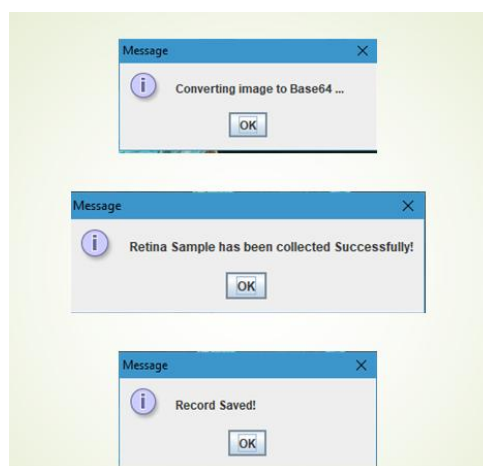 Message
Converting image to Base64 ...
OK
Message
Retina Sample has been collected Successfully!
OK
Message
Record Saved!
OK